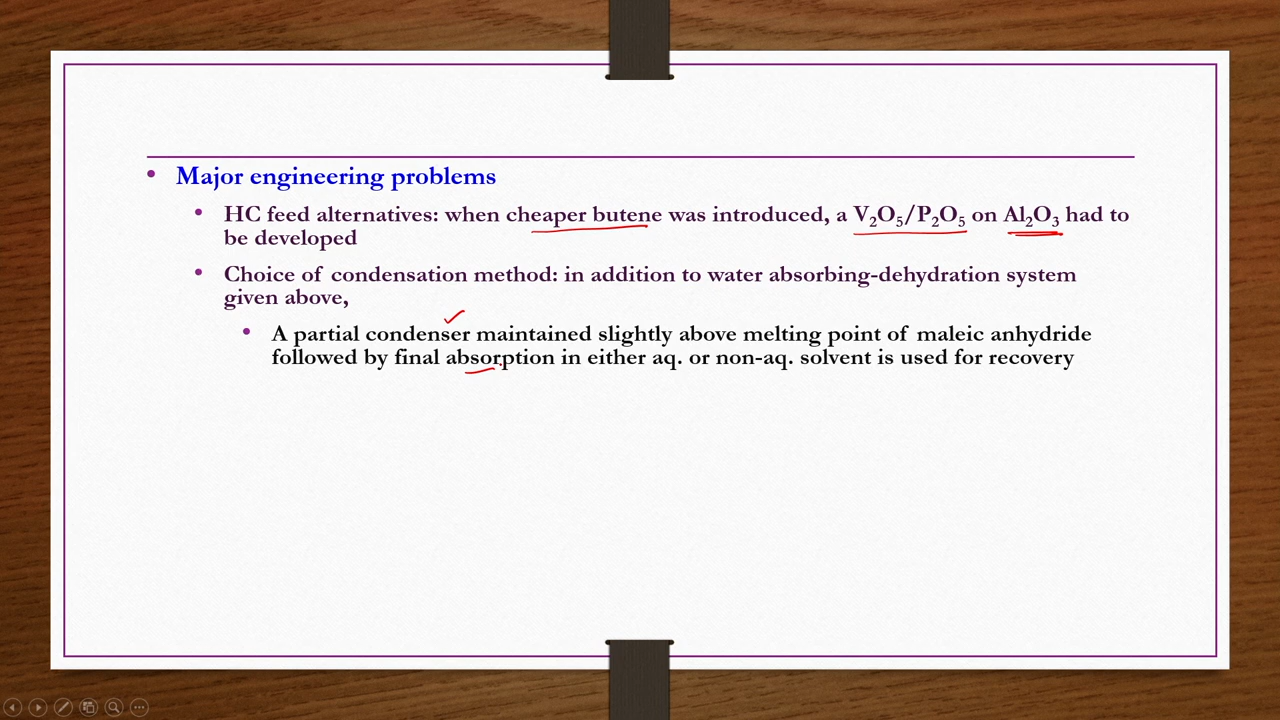 • Major engineering problems
• HC feed alternatives: when cheaper butene was introduced, a V₂O₅/P₂O₅ on Al₂O₃ had to
be developed
• Choice of condensation method: in addition to water absorbing-dehydration system
given above,
• A partial condenser maintained slightly above melting point of maleic anhydride
followed by final absorption in either aq. or non-aq. solvent is used for recovery